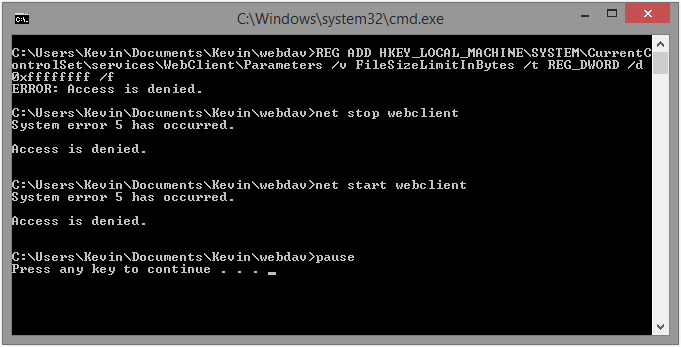 C:\Windows\system32\cmd.exe
C:\Users\Kevin\Documents\Kevin\webdav>REG ADD HKEY_LOCAL_MACHINE\SYSTEM\CurrentC
ontrolSet\services\WebClient\Parameters /v FileSizeLimitInBytes /t REG_DWORD /d
0xffffffff /f
ERROR: Access is denied.
C:\Users\Kevin\Documents\Kevin\webdav>net stop webclient
System error 5 has occurred.
Access is denied.
C:\Users\Kevin\Documents\Kevin\webdav>net start webclient
System error 5 has occurred.
Access is denied.
C:\Users\Kevin\Documents\Kevin\webdav>pause
Press any key to continue . . . _